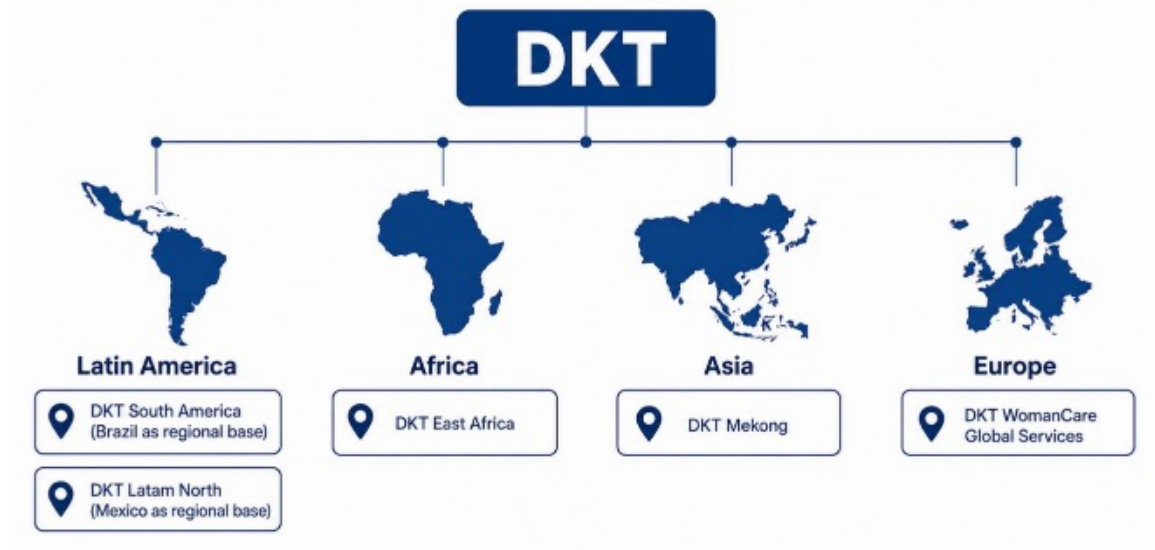 DKT
Latin America
DKT South America
(Brazil as regional base)
DKT Latam North
(Mexico as regional base)
Africa
DKT East Africa
Asia
DKT Mekong
Europe
DKT WomanCare
Global Services